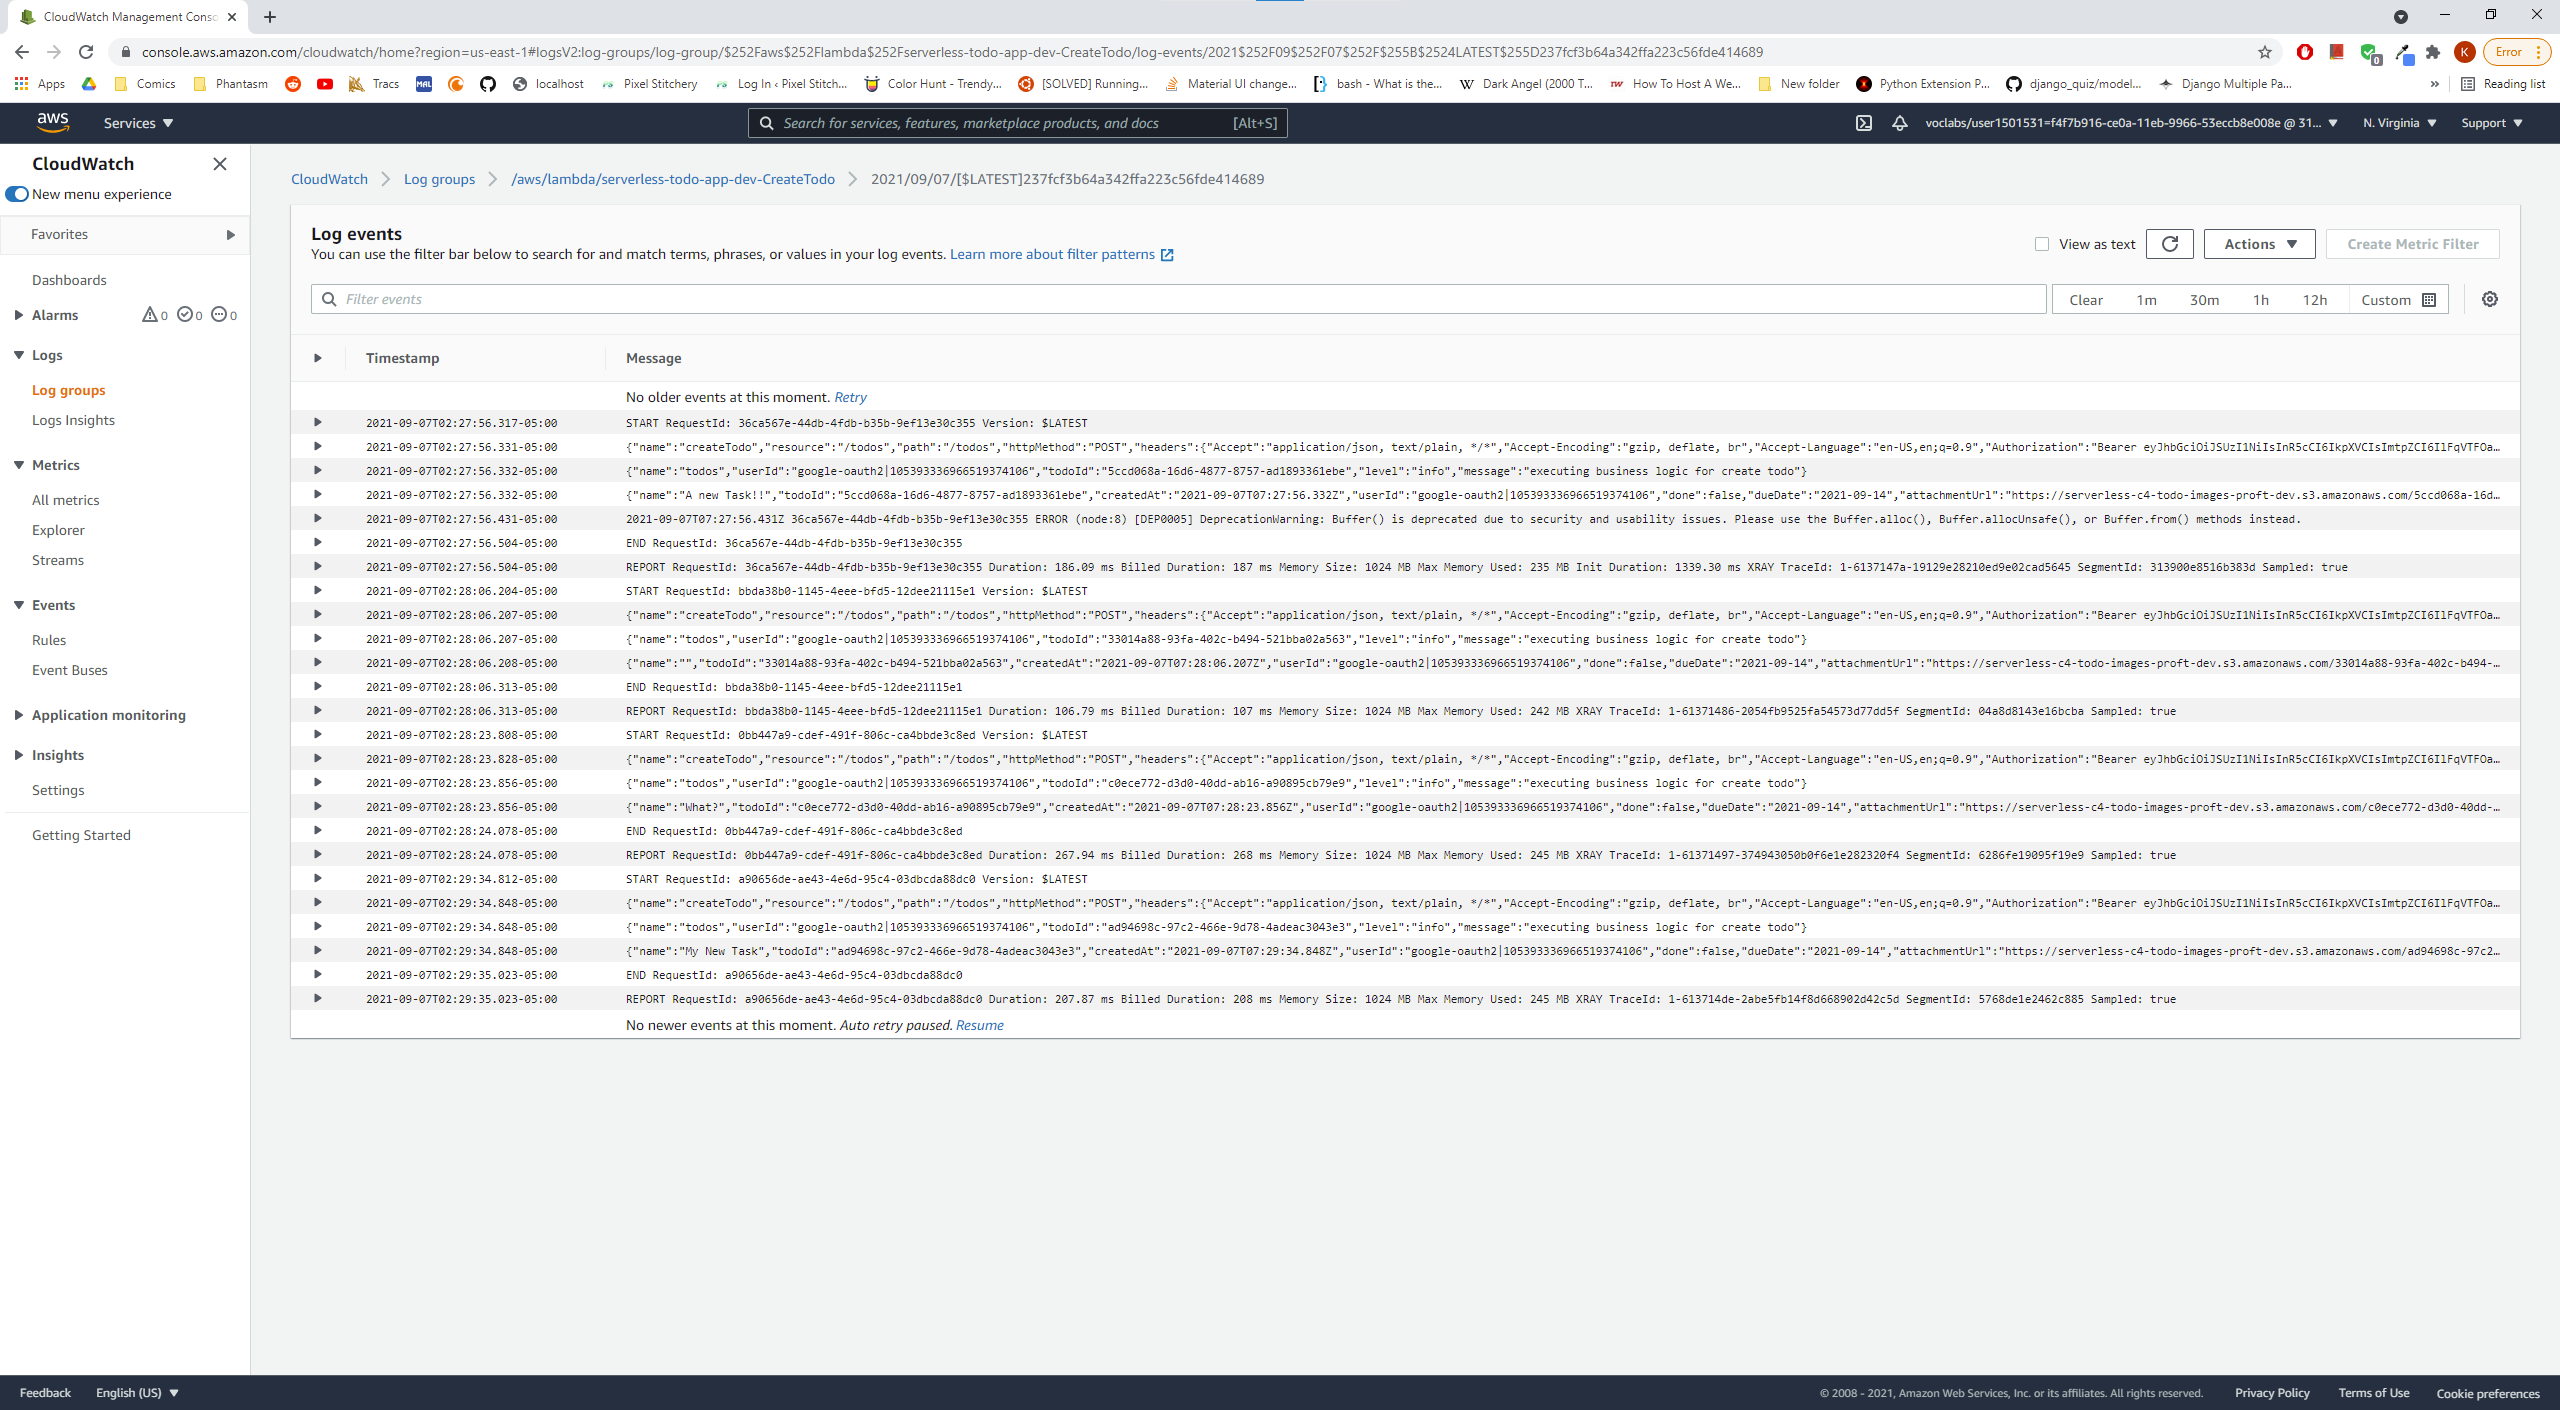 CloudWatch Management Conso
console.aws.amazon.com/cloudwatch/home?region=us-east-1#logsV2:log-groups/log-group/$252Faws$252Flambda$252Fserverless-todo-app-dev-CreateTodo/log-events/2021$252F09$252F07$252F$255B$2524LATEST$255D237fcf3b64a342ffa223c56fde414689
0
K
Error
Apps Comics Phantasm Tracs MAL localhost Pixel Stitchery Log In ‹ Pixel Stitch... Color Hunt - Trendy... [SOLVED] Running... Material UI change... bash - What is the... W Dark Angel (2000 T... rw How To Host A We... New folder Python Extension P... django_quiz/model... Django Multiple Pa... » Reading list
aws Services Search for services, features, marketplace products, and docs [Alt+S] voclabs/user1501531=f4f7b916-ce0a-11eb-9966-53eccb8e008e @ 31... N. Virginia Support
CloudWatch
New menu experience
Favorites
Dashboards
Alarms 0 0 0
Logs
Log groups
Logs Insights
Metrics
All metrics
Explorer
Streams
Events
Rules
Event Buses
Application monitoring
Insights
Settings
Getting Started
CloudWatch Log groups /aws/lambda/serverless-todo-app-dev-CreateTodo 2021/09/07/[$LATEST]237fcf3b64a342ffa223c56fde414689
Log events
You can use the filter bar below to search for and match terms, phrases, or values in your log events. Learn more about filter patterns
View as text Actions Create Metric Filter
Filter events Clear 1m 30m 1h 12h Custom
Timestamp Message
No older events at this moment. Retry
2021-09-07T02:27:56.317-05:00 START RequestId: 36ca567e-44db-4fdb-b35b-9ef13e30c355 Version: $LATEST
2021-09-07T02:27:56.331-05:00 {"name":"createTodo","resource":"/todos","path":"/todos","httpMethod":"POST","headers":{"Accept":"application/json, text/plain, */*","Accept-Encoding":"gzip, deflate, br","Accept-Language":"en-US,en;q=0.9","Authorization":"Bearer eyJhbGciOiJSUzI1NiIsInR5cCI6IkpXVCIsImtpZCI6IlFqVTFOa...
2021-09-07T02:27:56.332-05:00 {"name":"todos","userId":"google-oauth2|105393336966519374106","todoId":"5ccd068a-16d6-4877-8757-ad1893361ebe","level":"info","message":"executing business logic for create todo"}
2021-09-07T02:27:56.332-05:00 {"name":"A new Task!!","todoId":"5ccd068a-16d6-4877-8757-ad1893361ebe","createdAt":"2021-09-07T07:27:56.332Z","userId":"google-oauth2|105393336966519374106","done":false,"dueDate":"2021-09-14","attachmentUrl":"https://serverless-c4-todo-images-proft-dev.s3.amazonaws.com/5ccd068a-16d...
2021-09-07T02:27:56.431-05:00 2021-09-07T07:27:56.431Z 36ca567e-44db-4fdb-b35b-9ef13e30c355 ERROR (node:8) [DEP0005] DeprecationWarning: Buffer() is deprecated due to security and usability issues. Please use the Buffer.alloc(), Buffer.allocUnsafe(), or Buffer.from() methods instead.
2021-09-07T02:27:56.504-05:00 END RequestId: 36ca567e-44db-4fdb-b35b-9ef13e30c355
2021-09-07T02:27:56.504-05:00 REPORT RequestId: 36ca567e-44db-4fdb-b35b-9ef13e30c355 Duration: 186.09 ms Billed Duration: 187 ms Memory Size: 1024 MB Max Memory Used: 235 MB Init Duration: 1339.30 ms XRAY TraceId: 1-6137147a-19129e28210ed9e02cad5645 SegmentId: 313900e8516b383d Sampled: true
2021-09-07T02:28:06.204-05:00 START RequestId: bbda38b0-1145-4eee-bfd5-12dee21115e1 Version: $LATEST
2021-09-07T02:28:06.207-05:00 {"name":"createTodo","resource":"/todos","path":"/todos","httpMethod":"POST","headers":{"Accept":"application/json, text/plain, */*","Accept-Encoding":"gzip, deflate, br","Accept-Language":"en-US,en;q=0.9","Authorization":"Bearer eyJhbGciOiJSUzI1NiIsInR5cCI6IkpXVCIsImtpZCI6IlFqVTFOa...
2021-09-07T02:28:06.207-05:00 {"name":"todos","userId":"google-oauth2|105393336966519374106","todoId":"33014a88-93fa-402c-b494-521bba02a563","level":"info","message":"executing business logic for create todo"}
2021-09-07T02:28:06.208-05:00 {"name":"","todoId":"33014a88-93fa-402c-b494-521bba02a563","createdAt":"2021-09-07T07:28:06.207Z","userId":"google-oauth2|105393336966519374106","done":false,"dueDate":"2021-09-14","attachmentUrl":"https://serverless-c4-todo-images-proft-dev.s3.amazonaws.com/33014a88-93fa-402c-b494-...
2021-09-07T02:28:06.313-05:00 END RequestId: bbda38b0-1145-4eee-bfd5-12dee21115e1
2021-09-07T02:28:06.313-05:00 REPORT RequestId: bbda38b0-1145-4eee-bfd5-12dee21115e1 Duration: 106.79 ms Billed Duration: 107 ms Memory Size: 1024 MB Max Memory Used: 242 MB XRAY TraceId: 1-61371486-2054fb9525fa54573d77dd5f SegmentId: 04a8d8143e16bcba Sampled: true
2021-09-07T02:28:23.808-05:00 START RequestId: 0bb447a9-cdef-491f-806c-ca4bbde3c8ed Version: $LATEST
2021-09-07T02:28:23.828-05:00 {"name":"createTodo","resource":"/todos","path":"/todos","httpMethod":"POST","headers":{"Accept":"application/json, text/plain, */*","Accept-Encoding":"gzip, deflate, br","Accept-Language":"en-US,en;q=0.9","Authorization":"Bearer eyJhbGciOiJSUzI1NiIsInR5cCI6IkpXVCIsImtpZCI6IlFqVTFOa...
2021-09-07T02:28:23.856-05:00 {"name":"todos","userId":"google-oauth2|105393336966519374106","todoId":"c0ece772-d3d0-40dd-ab16-a90895cb79e9","level":"info","message":"executing business logic for create todo"}
2021-09-07T02:28:23.856-05:00 {"name":"What?","todoId":"c0ece772-d3d0-40dd-ab16-a90895cb79e9","createdAt":"2021-09-07T07:28:23.856Z","userId":"google-oauth2|105393336966519374106","done":false,"dueDate":"2021-09-14","attachmentUrl":"https://serverless-c4-todo-images-proft-dev.s3.amazonaws.com/c0ece772-d3d0-40dd-...
2021-09-07T02:28:24.078-05:00 END RequestId: 0bb447a9-cdef-491f-806c-ca4bbde3c8ed
2021-09-07T02:28:24.078-05:00 REPORT RequestId: 0bb447a9-cdef-491f-806c-ca4bbde3c8ed Duration: 267.94 ms Billed Duration: 268 ms Memory Size: 1024 MB Max Memory Used: 245 MB XRAY TraceId: 1-61371497-374943050b0f6e1e282320f4 SegmentId: 6286fe19095f19e9 Sampled: true
2021-09-07T02:29:34.812-05:00 START RequestId: a90656de-ae43-4e6d-95c4-03dbcda88dc0 Version: $LATEST
2021-09-07T02:29:34.848-05:00 {"name":"createTodo","resource":"/todos","path":"/todos","httpMethod":"POST","headers":{"Accept":"application/json, text/plain, */*","Accept-Encoding":"gzip, deflate, br","Accept-Language":"en-US,en;q=0.9","Authorization":"Bearer eyJhbGciOiJSUzI1NiIsInR5cCI6IkpXVCIsImtpZCI6IlFqVTFOa...
2021-09-07T02:29:34.848-05:00 {"name":"todos","userId":"google-oauth2|105393336966519374106","todoId":"ad94698c-97c2-466e-9d78-4adeac3043e3","level":"info","message":"executing business logic for create todo"}
2021-09-07T02:29:34.848-05:00 {"name":"My New Task","todoId":"ad94698c-97c2-466e-9d78-4adeac3043e3","createdAt":"2021-09-07T07:29:34.848Z","userId":"google-oauth2|105393336966519374106","done":false,"dueDate":"2021-09-14","attachmentUrl":"https://serverless-c4-todo-images-proft-dev.s3.amazonaws.com/ad94698c-97c2...
2021-09-07T02:29:35.023-05:00 END RequestId: a90656de-ae43-4e6d-95c4-03dbcda88dc0
2021-09-07T02:29:35.023-05:00 REPORT RequestId: a90656de-ae43-4e6d-95c4-03dbcda88dc0 Duration: 207.87 ms Billed Duration: 208 ms Memory Size: 1024 MB Max Memory Used: 245 MB XRAY TraceId: 1-613714de-2abe5fb14f8d668902d42c5d SegmentId: 5768de1e2462c885 Sampled: true
No newer events at this moment. Auto retry paused. Resume
Feedback English (US) © 2008 - 2021, Amazon Web Services, Inc. or its affiliates. All rights reserved. Privacy Policy Terms of Use Cookie preferences